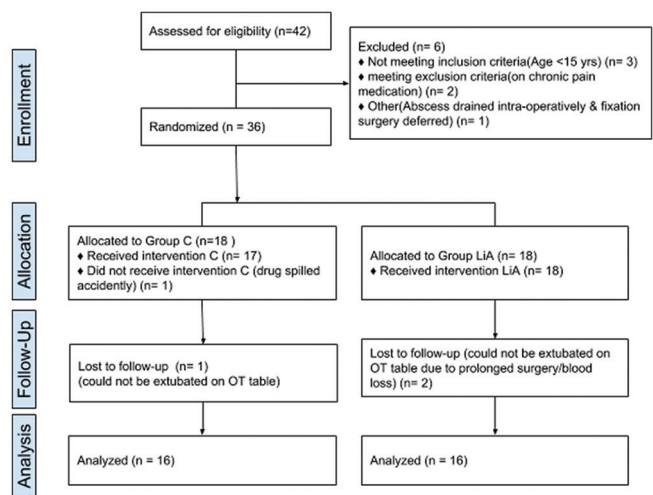 Enrollment
Assessed for eligibility (n=42)
Excluded (n= 6)
♦ Not meeting inclusion criteria(Age <15 yrs) (n= 3)
♦ meeting exclusion criteria(on chronic pain
medication) (n= 2)
♦ Other(Abscess drained intra-operatively & fixation
surgery deferred) (n= 1)
Randomized (n = 36)
Allocation
Allocated to Group C (n=18 )
♦ Received intervention C (n= 17)
♦ Did not receive intervention C (drug spilled
accidently) (n= 1)
Allocated to Group LiA (n= 18)
♦ Received intervention LiA (n= 18)
Follow-Up
Lost to follow-up (n= 1)
(could not be extubated on OT table)
Lost to follow-up (could not be extubated on
OT table due to prolonged surgery/blood
loss) (n= 2)
Analysis
Analyzed (n = 16)
Analyzed (n = 16)